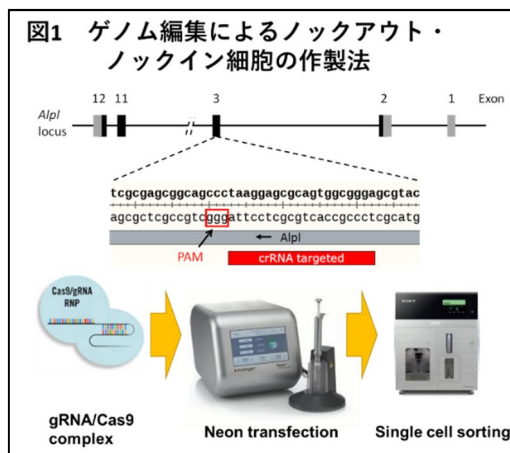 図1 ゲノム編集によるノックアウト・
ノックイン細胞の作製法
12 11 3 2 1 Exon
Alpl
locus
tcgcgagcggcagccctaaggagcgcagtggcgggagcgtac
agcgctcgccgtcgggattcctcgcgtcaccgccctcgcatg
Alpl
PAM
crRNA targeted
Cas9/gRNA
RNP
SONY
gRNA/Cas9
complex
Neon transfection
Single cell sorting